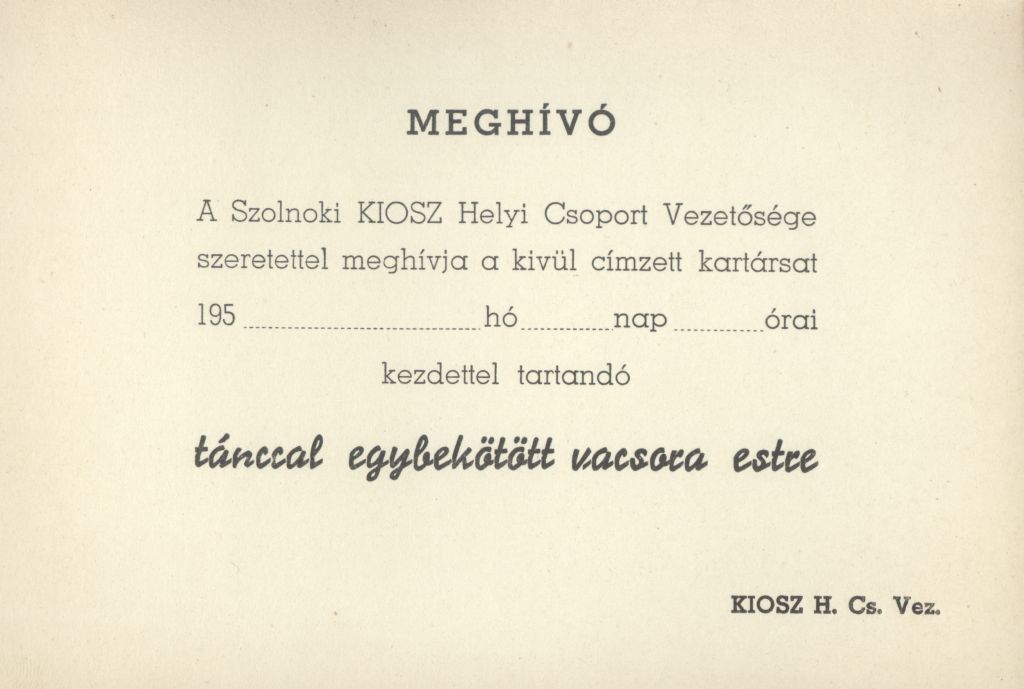 MEGHÍVÓ
A Szolnoki KIOSZ Helyi Csoport Vezetősége
szeretettel meghívja a kivül címzett kartársat
195 hó nap órai
kezdettel tartandó
tánccal egybekötött vacsora estre
KIOSZ H. Cs. Vez.